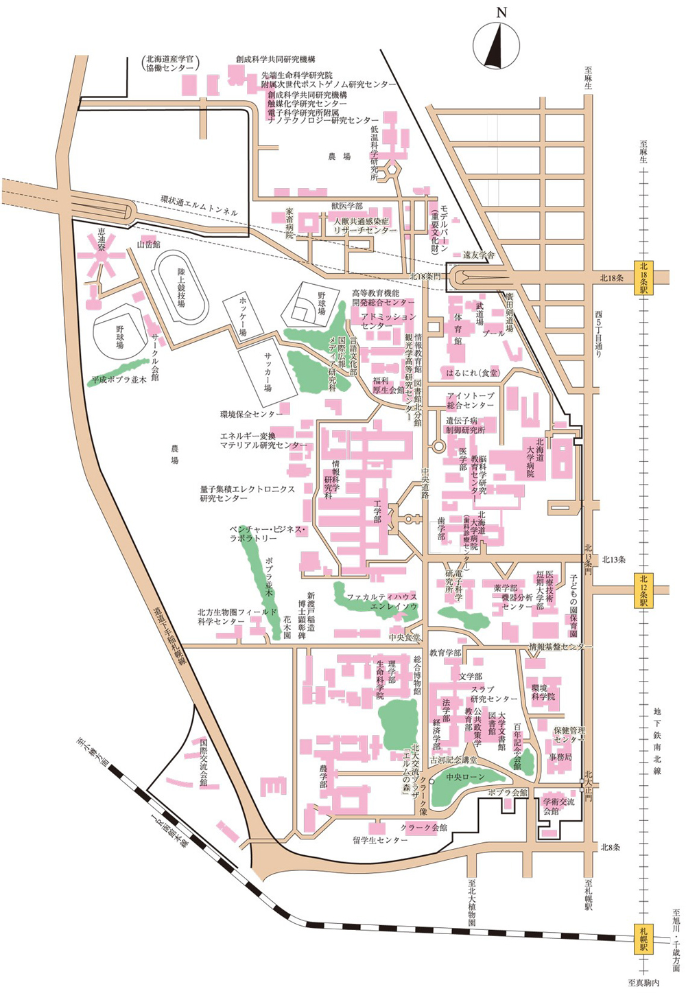 N
北海道産学官
協働センター
創成科学共同研究機構
先端生命科学研究院
附属次世代ポストゲノム研究センター
創成科学共同研究機構
触媒化学研究センター
電子科学研究所附属
ナノテクノロジー研究センター
至麻生
至麻生
低温科学研究所
農 場
環状通エルムトンネル
家畜病院
獣医学部
人獣共通感染症
リサーチセンター
モデルバーン
(重要文化財)
恵迪寮
山岳館
遠友学舎
陸上競技場
北18条門
北18条
北18条駅
ホッケー場
野球場
高等教育機能
開発総合センター
アドミッション
センター
体育館
武道場
廣田剣道場
プール
西5丁目通り
野球場
サークル会館
サッカー場
国際広報
メディア研究科
言語文化部
情報教育館
観光学高等研究センター
図書館北分館
福利
厚生会館
はるにれ(食堂)
平成ポプラ並木
環境保全センター
アイソトープ
総合センター
遺伝子病
制御研究所
エネルギー変換
マテリアル研究センター
農場
医学部
脳科学研究
教育センター
北海道
大学病院
情報科学
研究科
中央道路
量子集積エレクトロニクス
研究センター
工学部
歯学部
北海道
大学病院
(歯科診療センター)
ベンチャー・ビジネス・
ラボラトリー
ポプラ並木
北13条門
北13条
電子科学
研究所
薬学部
機器分析
センター
医療技術
短期大学部
子どもの園保育園
北12条駅
ファカルティハウス
エンレイソウ
新渡戸稲造
博士顕彰碑
花木園
北方生物圏フィールド
科学センター
道道下手稲札幌線
中央食堂
情報基盤センター
教育学部
文学部
総合博物館
理学部
生命科学院
スラブ
研究センター
環境
科学院
法学部
経済学部
公共政策学
教育部
大学文書館
図書館
百年記念会館
保健管理
センター
事務局
地下鉄南北線
国際交流会館
至小樽方面
JR函館本線
農学部
北大交流プラザ
「エルムの森」
古河記念講堂
クラーク像
中央ローン
ポプラ会館
北大正門
学術交流
会館
クラーク会館
留学生センター
北8条
至北大植物園
至札幌駅
札幌駅
至旭川・千歳方面
至真駒内